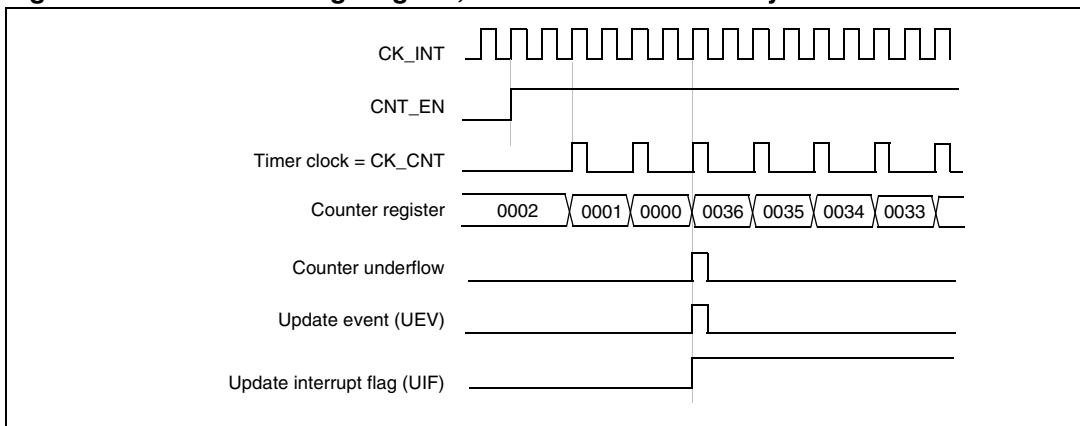 CK_INT
CNT_EN
Timer clock = CK_CNT
Counter register 0002 0001 0000 0036 0035 0034 0033
Counter underflow
Update event (UEV)
Update interrupt flag (UIF)